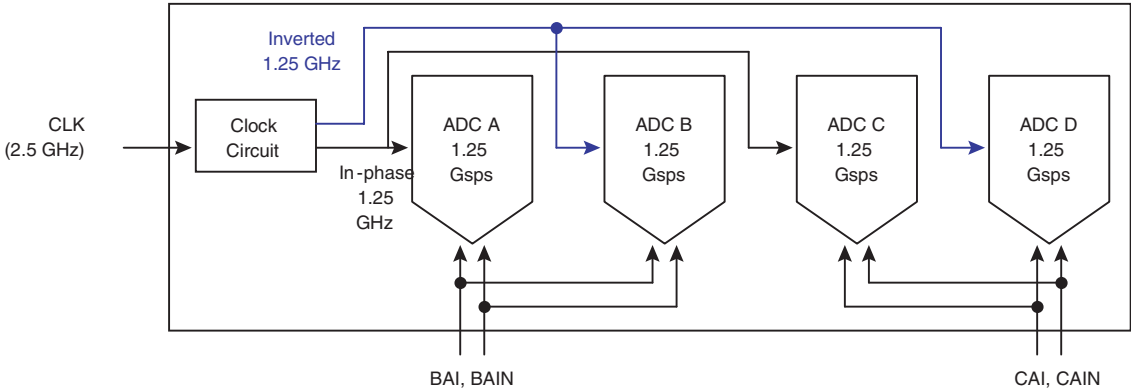 Inverted
1.25 GHz
CLK
(2.5 GHz)
Clock
Circuit
In-phase
1.25
GHz
ADC A
1.25
Gsps
ADC B
1.25
Gsps
ADC C
1.25
Gsps
ADC D
1.25
Gsps
BAI, BAIN
CAI, CAIN